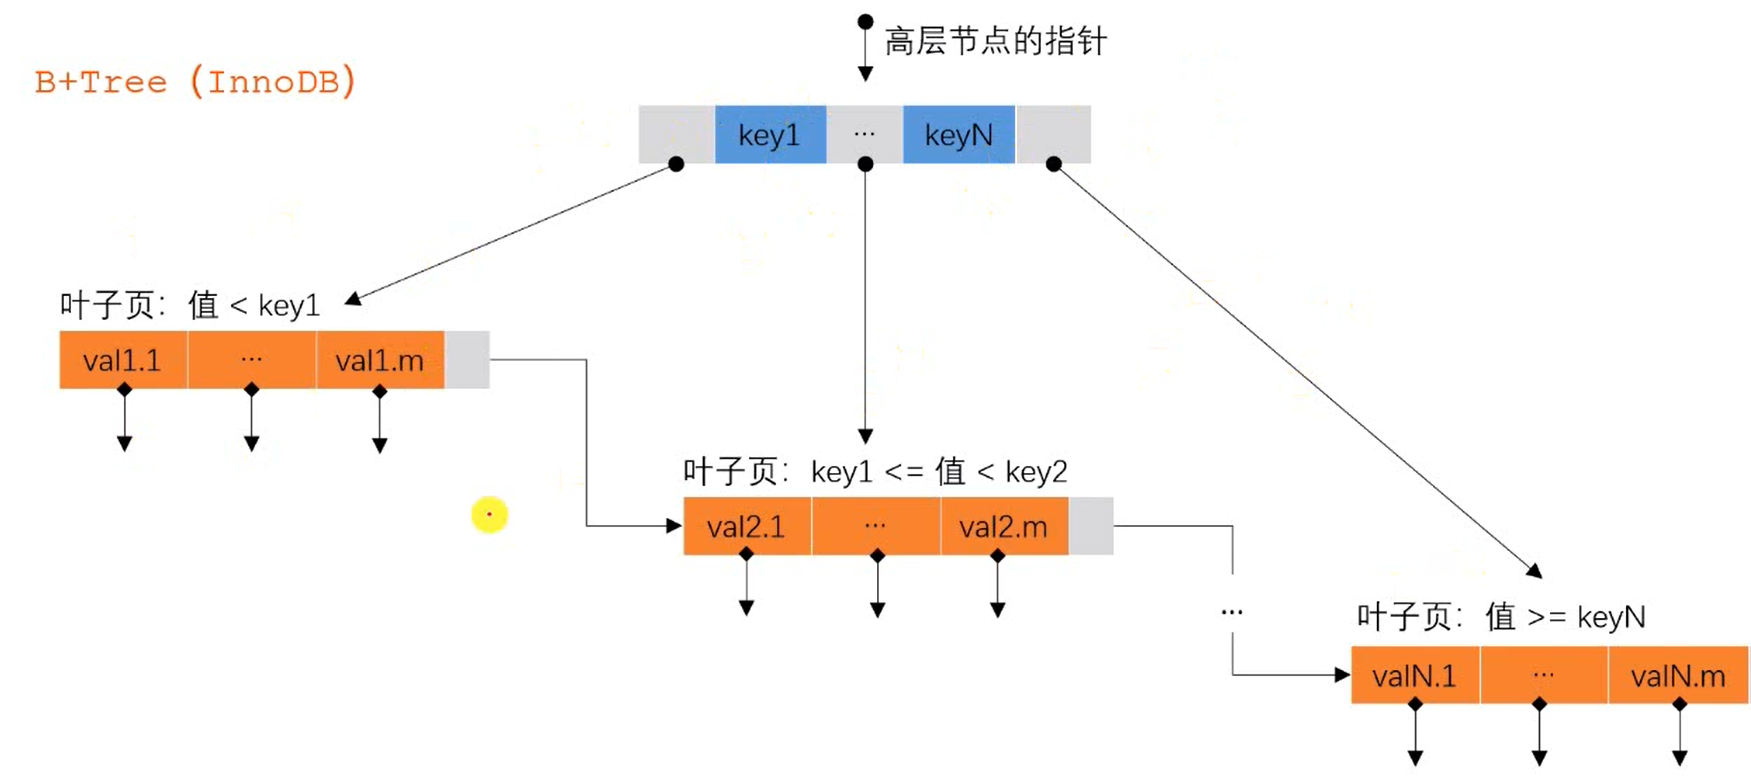 高层节点的指针
B+Tree (InnoDB)
key1 ... keyN
叶子页：值 < key1
val1.1 ... val1.m
叶子页：key1 <= 值 < key2
val2.1 ... val2.m
...
叶子页：值 >= keyN
valN.1 ... valN.m